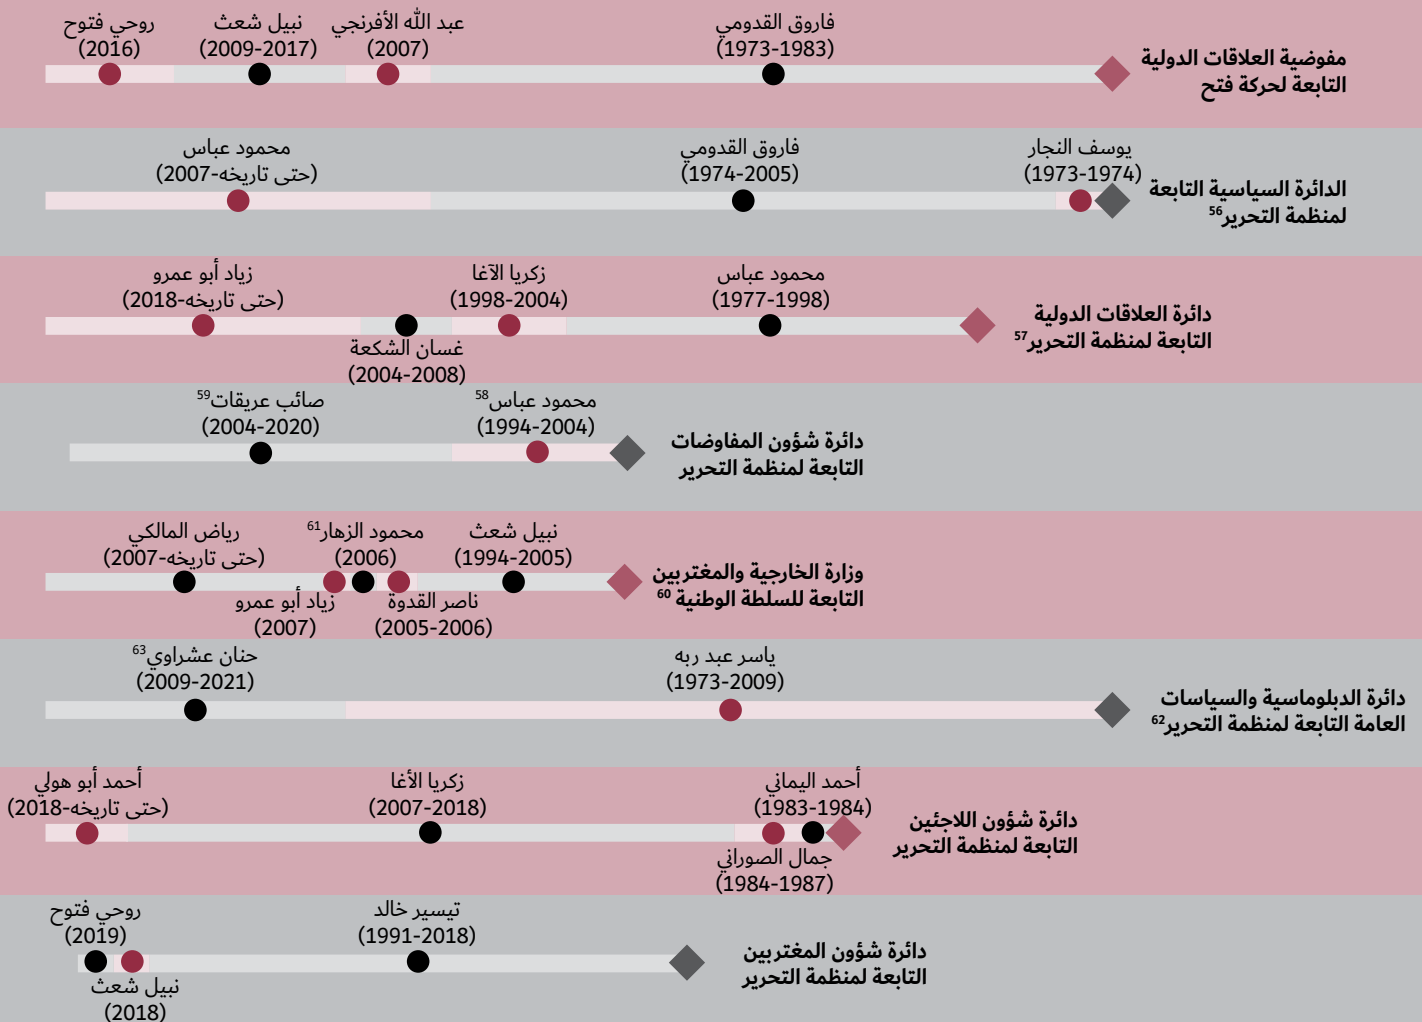 مفوضية العلاقات الدولية
التابعة لحركة فتح
فاروق القدومي
(1973-1983)
عبد الله الأفرنجي
(2007)
نبيل شعث
(2009-2017)
روحي فتوح
(2016)
الدائرة السياسية التابعة
لمنظمة التحرير⁵⁶
يوسف النجار
(1973-1974)
فاروق القدومي
(1974-2005)
محمود عباس
(حتى تاريخه-2007)
دائرة العلاقات الدولية
التابعة لمنظمة التحرير⁵⁷
محمود عباس
(1977-1998)
زكريا الآغا
(1998-2004)
غسان الشكعة
(2004-2008)
زياد أبو عمرو
(حتى تاريخه-2018)
دائرة شؤون المفاوضات
التابعة لمنظمة التحرير
محمود عباس⁵⁸
(1994-2004)
صائب عريقات⁵⁹
(2004-2020)
وزارة الخارجية والمغتربين
التابعة للسلطة الوطنية ⁶⁰
نبيل شعث
(1994-2005)
ناصر القدوة
(2005-2006)
محمود الزهار⁶¹
(2006)
زياد أبو عمرو
(2007)
رياض المالكي
(حتى تاريخه-2007)
دائرة الدبلوماسية والسياسات
العامة التابعة لمنظمة التحرير⁶²
ياسر عبد ربه
(1973-2009)
حنان عشراوي⁶³
(2009-2021)
دائرة شؤون اللاجئين
التابعة لمنظمة التحرير
أحمد اليماني
(1983-1984)
جمال الصوراني
(1984-1987)
زكريا الأغا
(2007-2018)
أحمد أبو هولي
(حتى تاريخه-2018)
دائرة شؤون المغتربين
التابعة لمنظمة التحرير
تيسير خالد
(1991-2018)
نبيل شعث
(2018)
روحي فتوح
(2019)